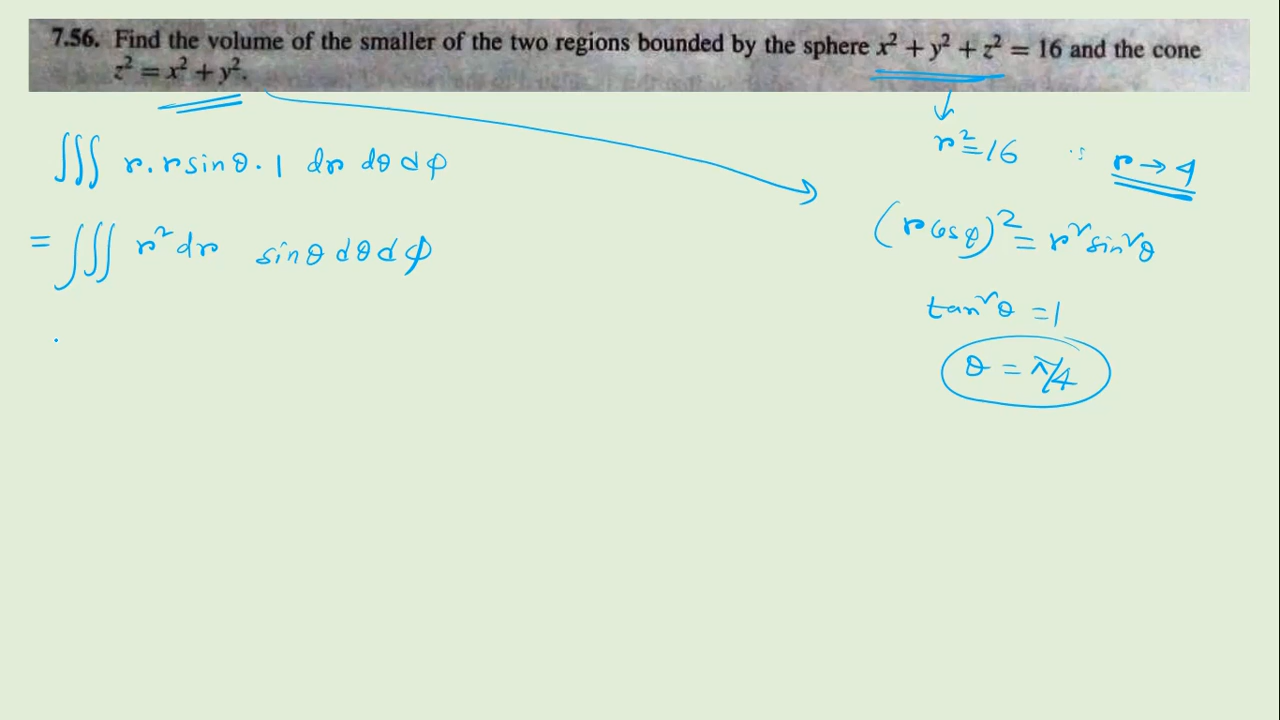 7.56. Find the volume of the smaller of the two regions bounded by the sphere x² + y² + z² = 16 and the cone
z² = x² + y².
∭ r. r sin θ . 1 dr dθ dφ
= ∭ r² dr sin θ dθ dφ
↓
r² = 16 ∴ r → 4
(r cos θ)² = r² sin² θ
tan² θ = 1
θ = π/4